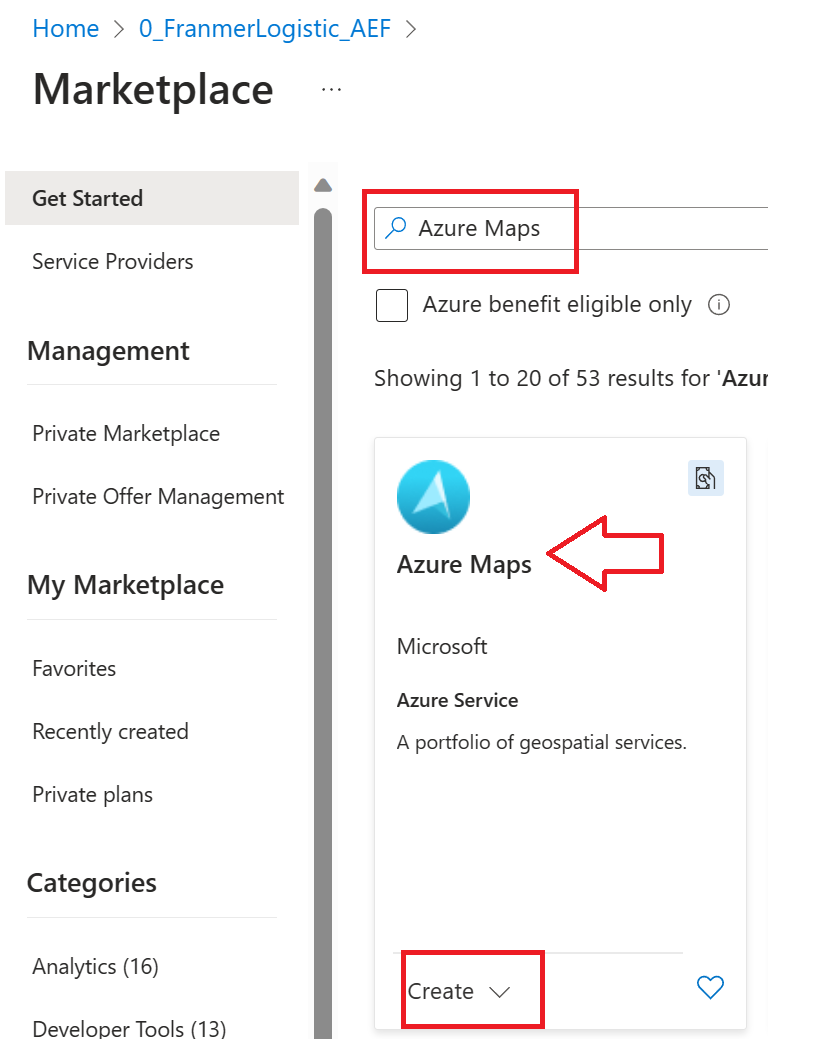 Home > 0_FranmerLogistic_AEF >
Marketplace ...
Get Started
Service Providers
Management
Private Marketplace
Private Offer Management
My Marketplace
Favorites
Recently created
Private plans
Categories
Analytics (16)
Developer Tools (13)
Azure Maps
Azure benefit eligible only
Showing 1 to 20 of 53 results for 'Azur
Azure Maps
Microsoft
Azure Service
A portfolio of geospatial services.
Create